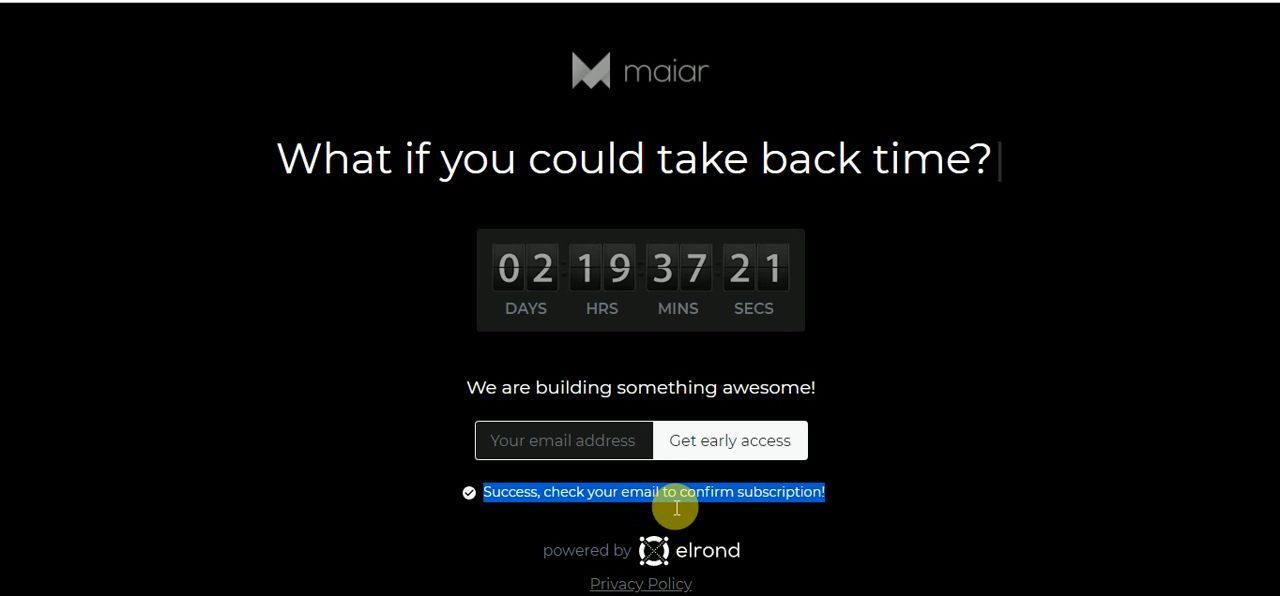 maiar
What if you could take back time?
02 : 19 : 37 : 21
DAYS HRS MINS SECS
We are building something awesome!
Your email address Get early access
Success, check your email to confirm subscription!
powered by elrond
Privacy Policy